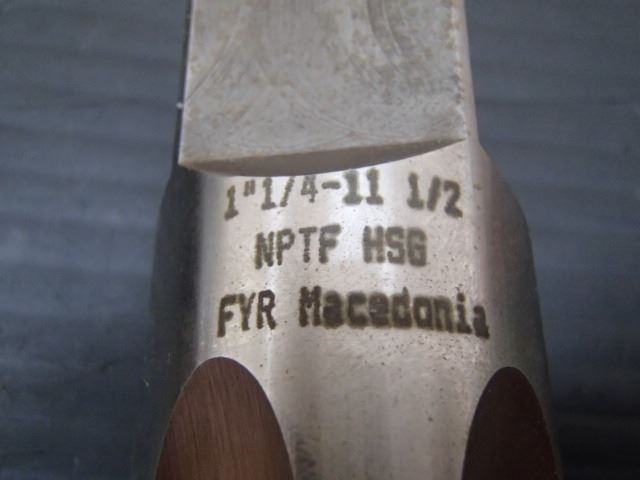 1"1/4-11 1/2
NPTF HSG
FYR Macedonia